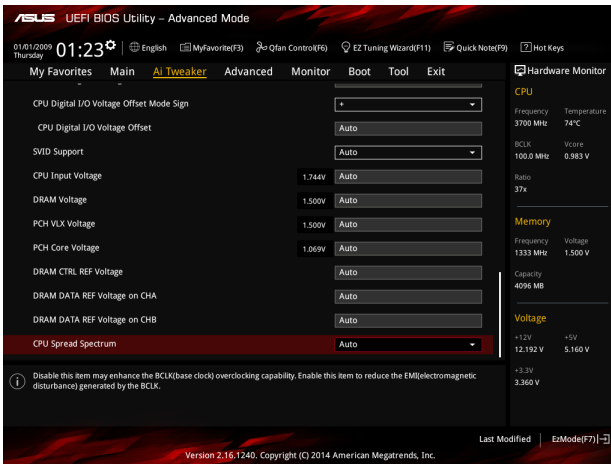 ASUS UEFI BIOS Utility – Advanced Mode
01/01/2009 Thursday 01:23 English MyFavorite(F3) Qfan Control(F6) EZ Tuning Wizard(F11) Quick Note(F9) ? Hot Keys
My Favorites Main Ai Tweaker Advanced Monitor Boot Tool Exit
CPU Digital I/O Voltage Offset Mode Sign +
CPU Digital I/O Voltage Offset Auto
SVID Support Auto
CPU Input Voltage 1.744V Auto
DRAM Voltage 1.500V Auto
PCH VLX Voltage 1.500V Auto
PCH Core Voltage 1.069V Auto
DRAM CTRL REF Voltage Auto
DRAM DATA REF Voltage on CHA Auto
DRAM DATA REF Voltage on CHB Auto
CPU Spread Spectrum Auto
Disable this item may enhance the BCLK(base clock) overclocking capability. Enable this item to reduce the EMI(electromagnetic
disturbance) generated by the BCLK.
Hardware Monitor
CPU
Frequency Temperature
3700 MHz 74°C
BCLK Vcore
100.0 MHz 0.983 V
Ratio
37x
Memory
Frequency Voltage
1333 MHz 1.500 V
Capacity
4096 MB
Voltage
+12V +5V
12.192 V 5.160 V
+3.3V
3.360 V
Last Modified EzMode(F7)
Version 2.16.1240. Copyright (C) 2014 American Megatrends, Inc.